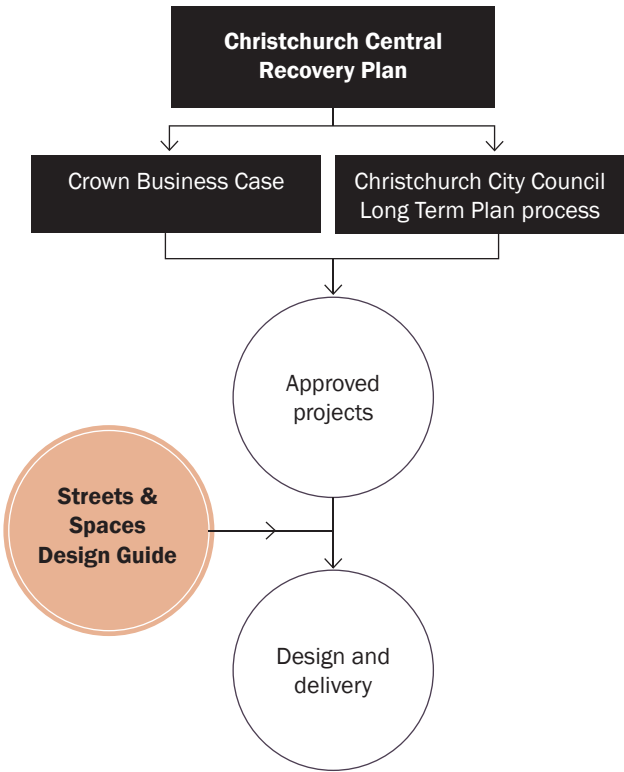 Christchurch Central
Recovery Plan
Crown Business Case
Christchurch City Council
Long Term Plan process
Approved
projects
Streets &
Spaces
Design Guide
Design and
delivery